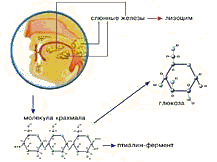 слюнные железы → лизоцим
глюкоза
молекула крахмала
птиалин-фермент